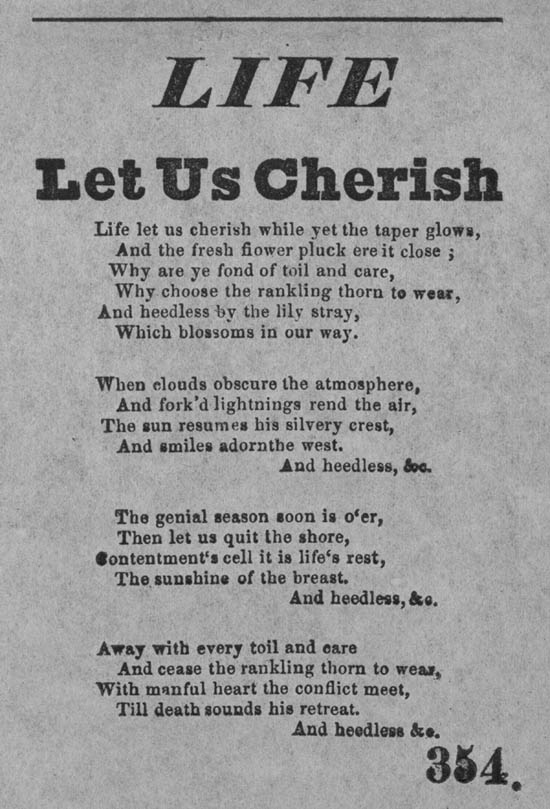 LIFE
Let Us Cherish
Life let us cherish while yet the taper glows,
And the fresh flower pluck ere it close ;
Why are ye fond of toil and care,
Why choose the rankling thorn to wear,
And heedless by the lily stray,
Which blossoms in our way.
When clouds obscure the atmosphere,
And fork'd lightnings rend the air,
The sun resumes his silvery crest,
And smiles adornthe west.
And heedless, &c.
The genial season soon is o‘er,
Then let us quit the shore,
Contentment‘s cell it is life‘s rest,
The sunshine of the breast.
And heedless, &c.
Away with every toil and care
And cease the rankling thorn to wear,
With manful heart the conflict meet,
Till death sounds his retreat.
And heedless &c.
354.